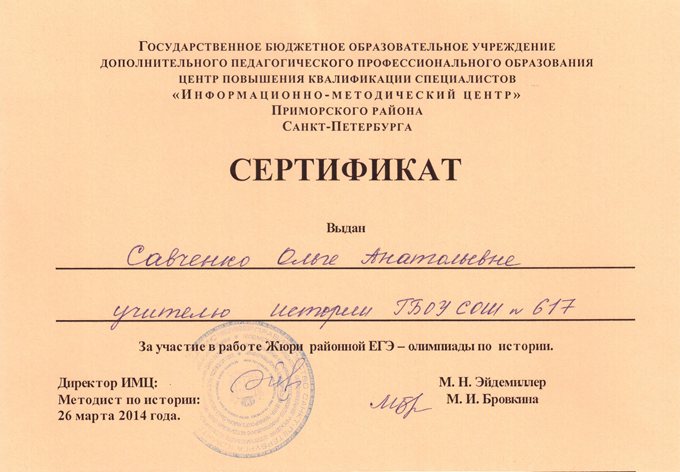 ГОСУДАРСТВЕННОЕ БЮДЖЕТНОЕ ОБРАЗОВАТЕЛЬНОЕ УЧРЕЖДЕНИЕ
ДОПОЛНИТЕЛЬНОГО ПЕДАГОГИЧЕСКОГО ПРОФЕССИОНАЛЬНОГО ОБРАЗОВАНИЯ
ЦЕНТР ПОВЫШЕНИЯ КВАЛИФИКАЦИИ СПЕЦИАЛИСТОВ
«ИНФОРМАЦИОННО-МЕТОДИЧЕСКИЙ ЦЕНТР»
ПРИМОРСКОГО РАЙОНА
САНКТ-ПЕТЕРБУРГА
СЕРТИФИКАТ
Выдан
Савченко Ольге Анатольевне
учителю истории ГБОУ СОШ № 617
За участие в работе Жюри районной ЕГЭ – олимпиады по истории.
Директор ИМЦ: М. Н. Эйдемиллер
Методист по истории: М. И. Бровкина
26 марта 2014 года.